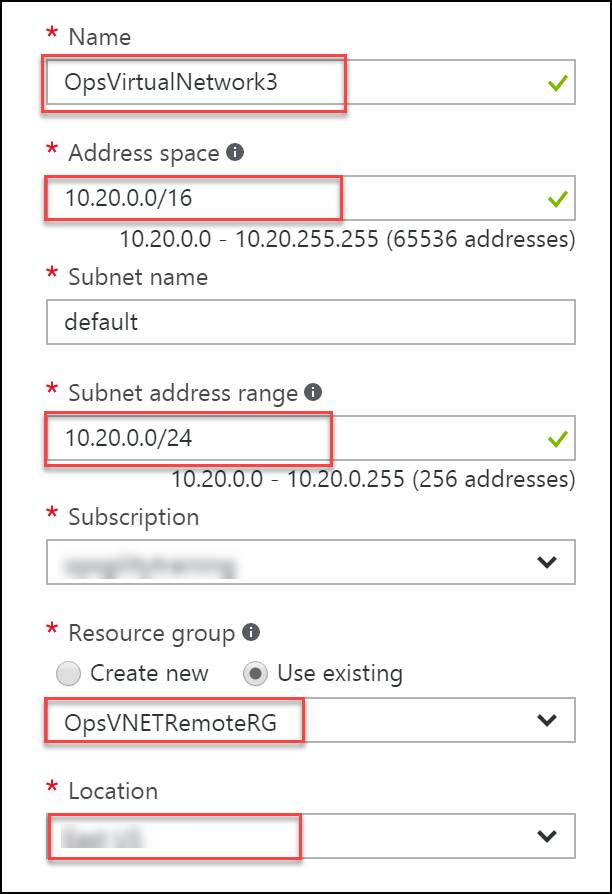 * Name
OpsVirtualNetwork3
* Address space
10.20.0.0/16
10.20.0.0 - 10.20.255.255 (65536 addresses)
* Subnet name
default
* Subnet address range
10.20.0.0/24
10.20.0.0 - 10.20.0.255 (256 addresses)
* Subscription
* Resource group
Create new Use existing
OpsVNETRemoteRG
* Location